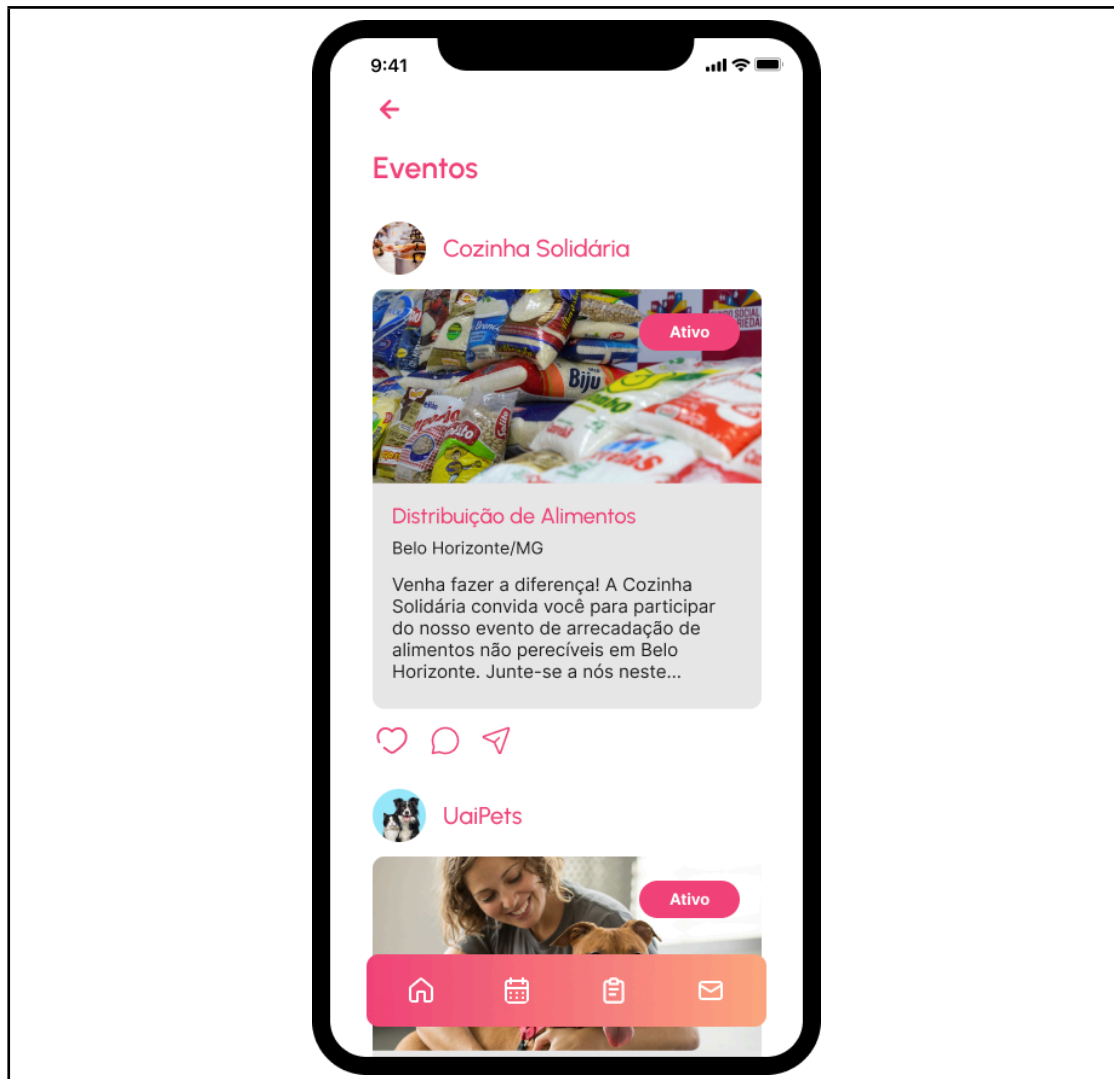 9:41
Eventos
Cozinha Solidária
Ativo
Biju
Distribuição de Alimentos
Belo Horizonte/MG
Venha fazer a diferença! A Cozinha
Solidária convida você para participar
do nosso evento de arrecadação de
alimentos não perecíveis em Belo
Horizonte. Junte-se a nós neste...
UaiPets
Ativo